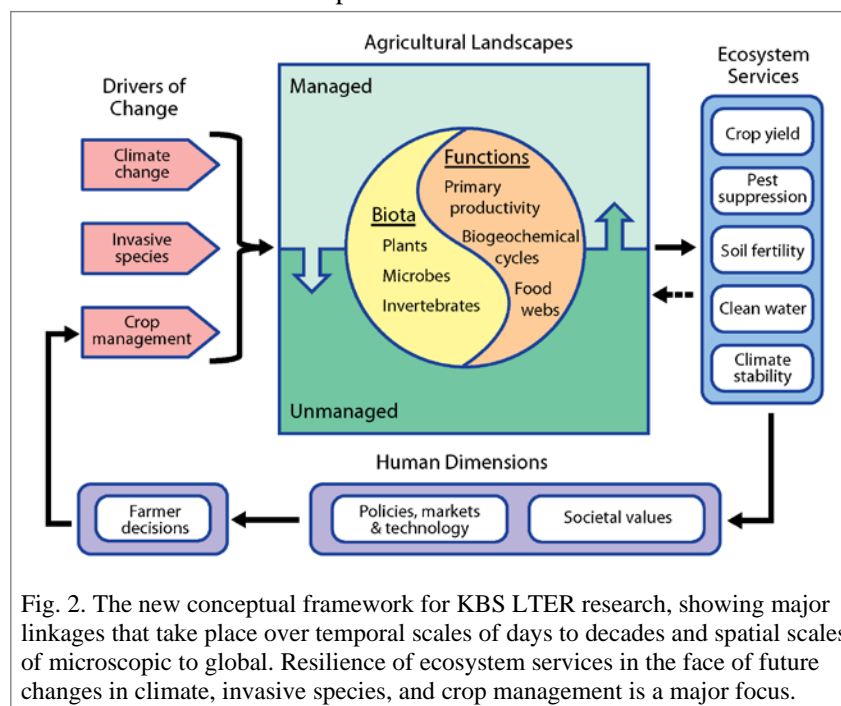 Agricultural Landscapes
Ecosystem
Services
Drivers of
Change
Managed
Climate
change
Invasive
species
Crop
management
Functions
Primary
productivity
Biogeochemical
cycles
Food
webs
Biota
Plants
Microbes
Invertebrates
Unmanaged
Crop yield
Pest
suppression
Soil fertility
Clean water
Climate
stability
Human Dimensions
Farmer
decisions
Policies, markets
& technology
Societal values
Fig. 2. The new conceptual framework for KBS LTER research, showing major
linkages that take place over temporal scales of days to decades and spatial scales
of microscopic to global. Resilience of ecosystem services in the face of future
changes in climate, invasive species, and crop management is a major focus.